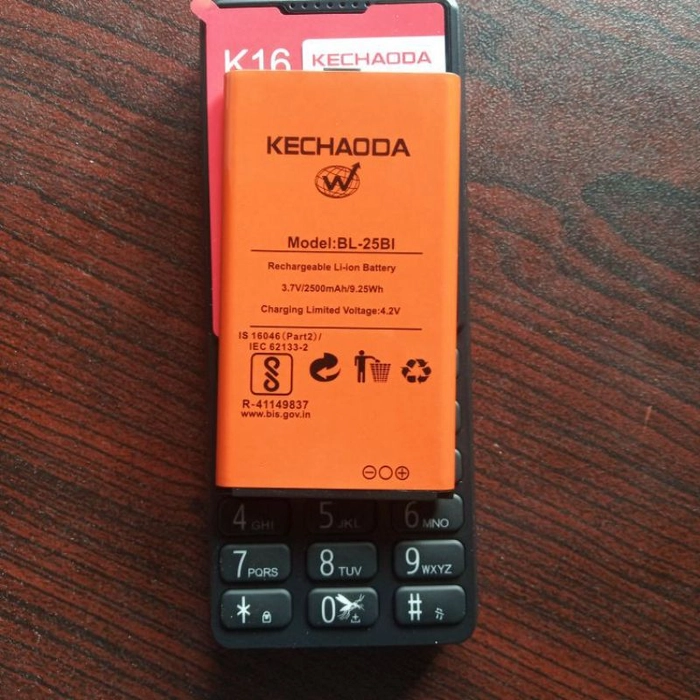 K16
KECHAODA
KECHAODA
W
Model:BL-25BI
Rechargeable Li-ion Battery
3.7V/2500mAh/9.25Wh
Charging Limited Voltage:4.2V
IS 16046(Part2)/
IEC 62133-2
R-41149837
www.bis.gov.in
4 GHI 5 JKL 6 MNO
7 PQRS 8 TUV 9 WXYZ
* 0 #